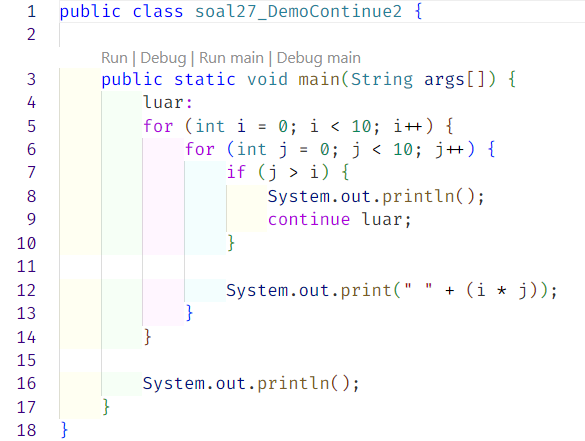 1 public class soal27_DemoContinue2 {
2
Run | Debug | Run main | Debug main
3     public static void main(String args[]) {
4         luar:
5         for (int i = 0; i < 10; i++) {
6             for (int j = 0; j < 10; j++) {
7                 if (j > i) {
8                     System.out.println();
9                     continue luar;
10                 }
11
12                 System.out.print(" " + (i * j));
13             }
14         }
15
16         System.out.println();
17     }
18 }